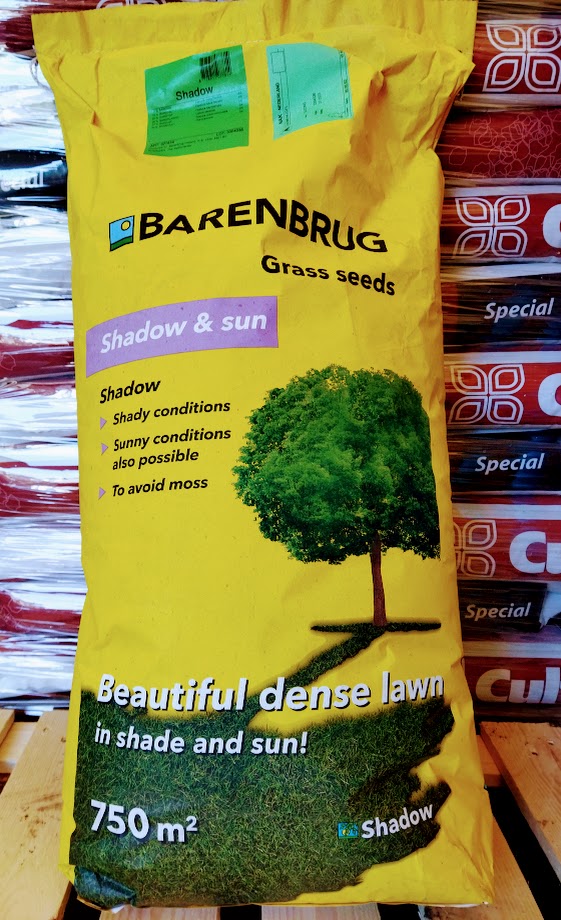 Shadow
BARENBRUG
Grass seeds
Shadow & sun
Shadow
Shady conditions
Sunny conditions
also possible
To avoid moss
Beautiful dense lawn
in shade and sun!
750 m²
Shadow
Special
Special
Special
Cul